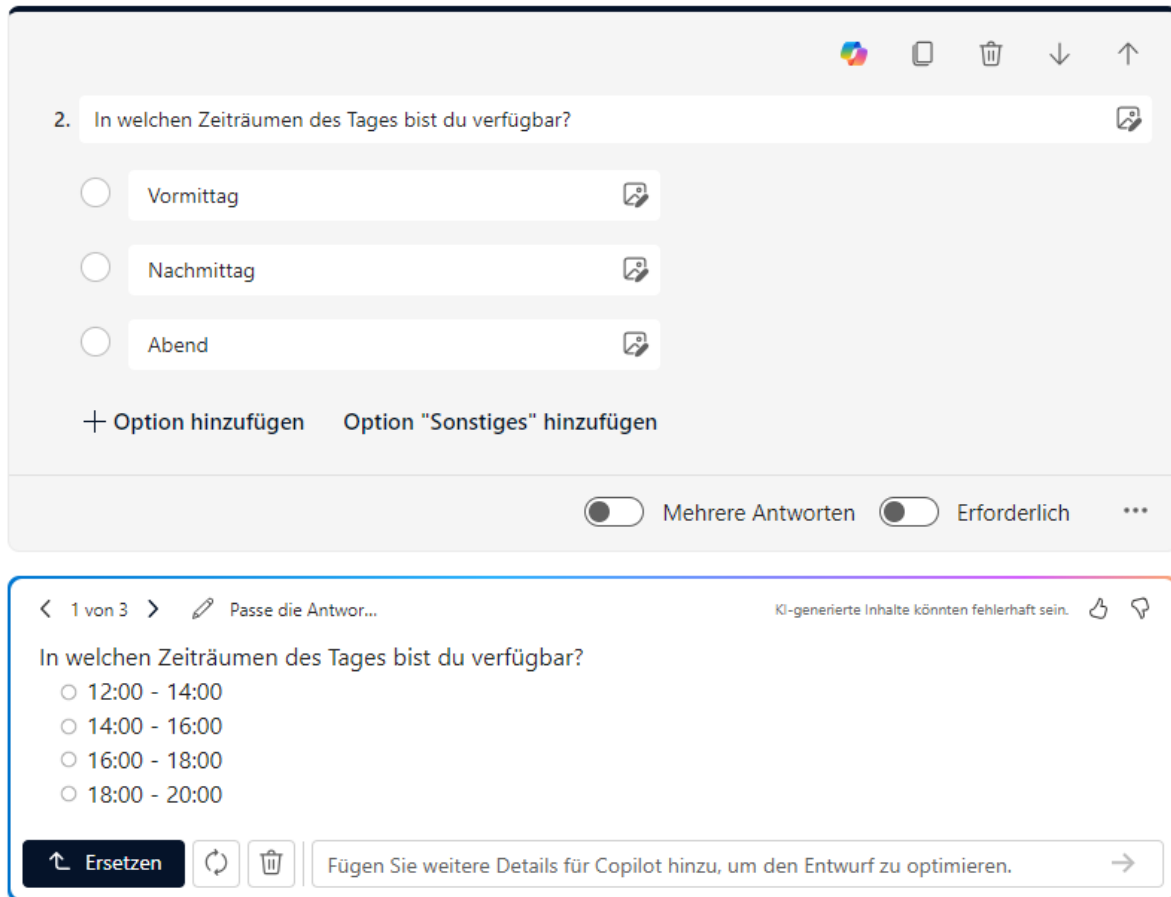 2. In welchen Zeiträumen des Tages bist du verfügbar?
Vormittag
Nachmittag
Abend
Option hinzufügen Option "Sonstiges" hinzufügen
Mehrere Antworten Erforderlich
1 von 3 Passe die Antwor... KI-generierte Inhalte könnten fehlerhaft sein.
In welchen Zeiträumen des Tages bist du verfügbar?
12:00 - 14:00
14:00 - 16:00
16:00 - 18:00
18:00 - 20:00
Ersetzen Fügen Sie weitere Details für Copilot hinzu, um den Entwurf zu optimieren.